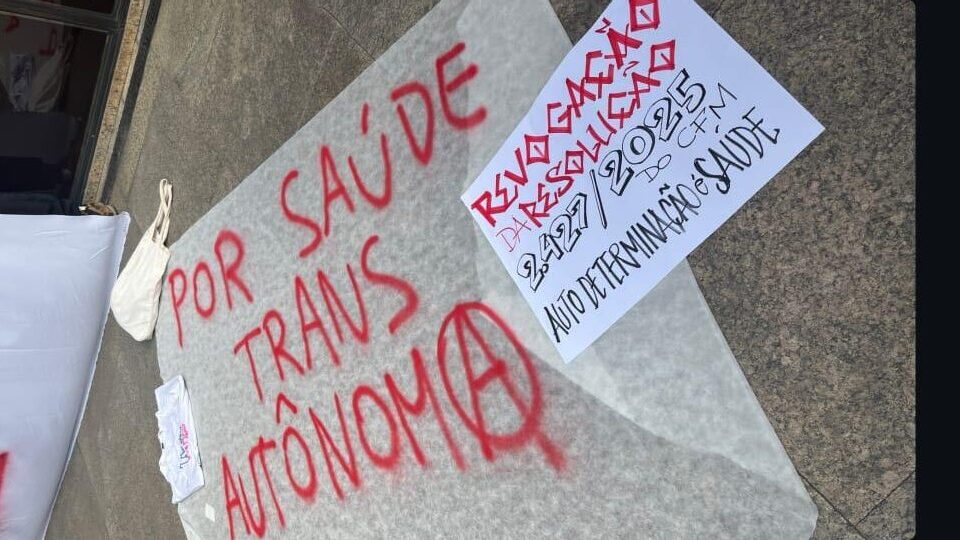 POR SAÚDE
TRANS
AUTÔNOMA
REVOGAÇÃO
DA RESOLUÇÃO
2.427/2025
DO CFM
AUTO DETERMINAÇÃO é SAÚDE